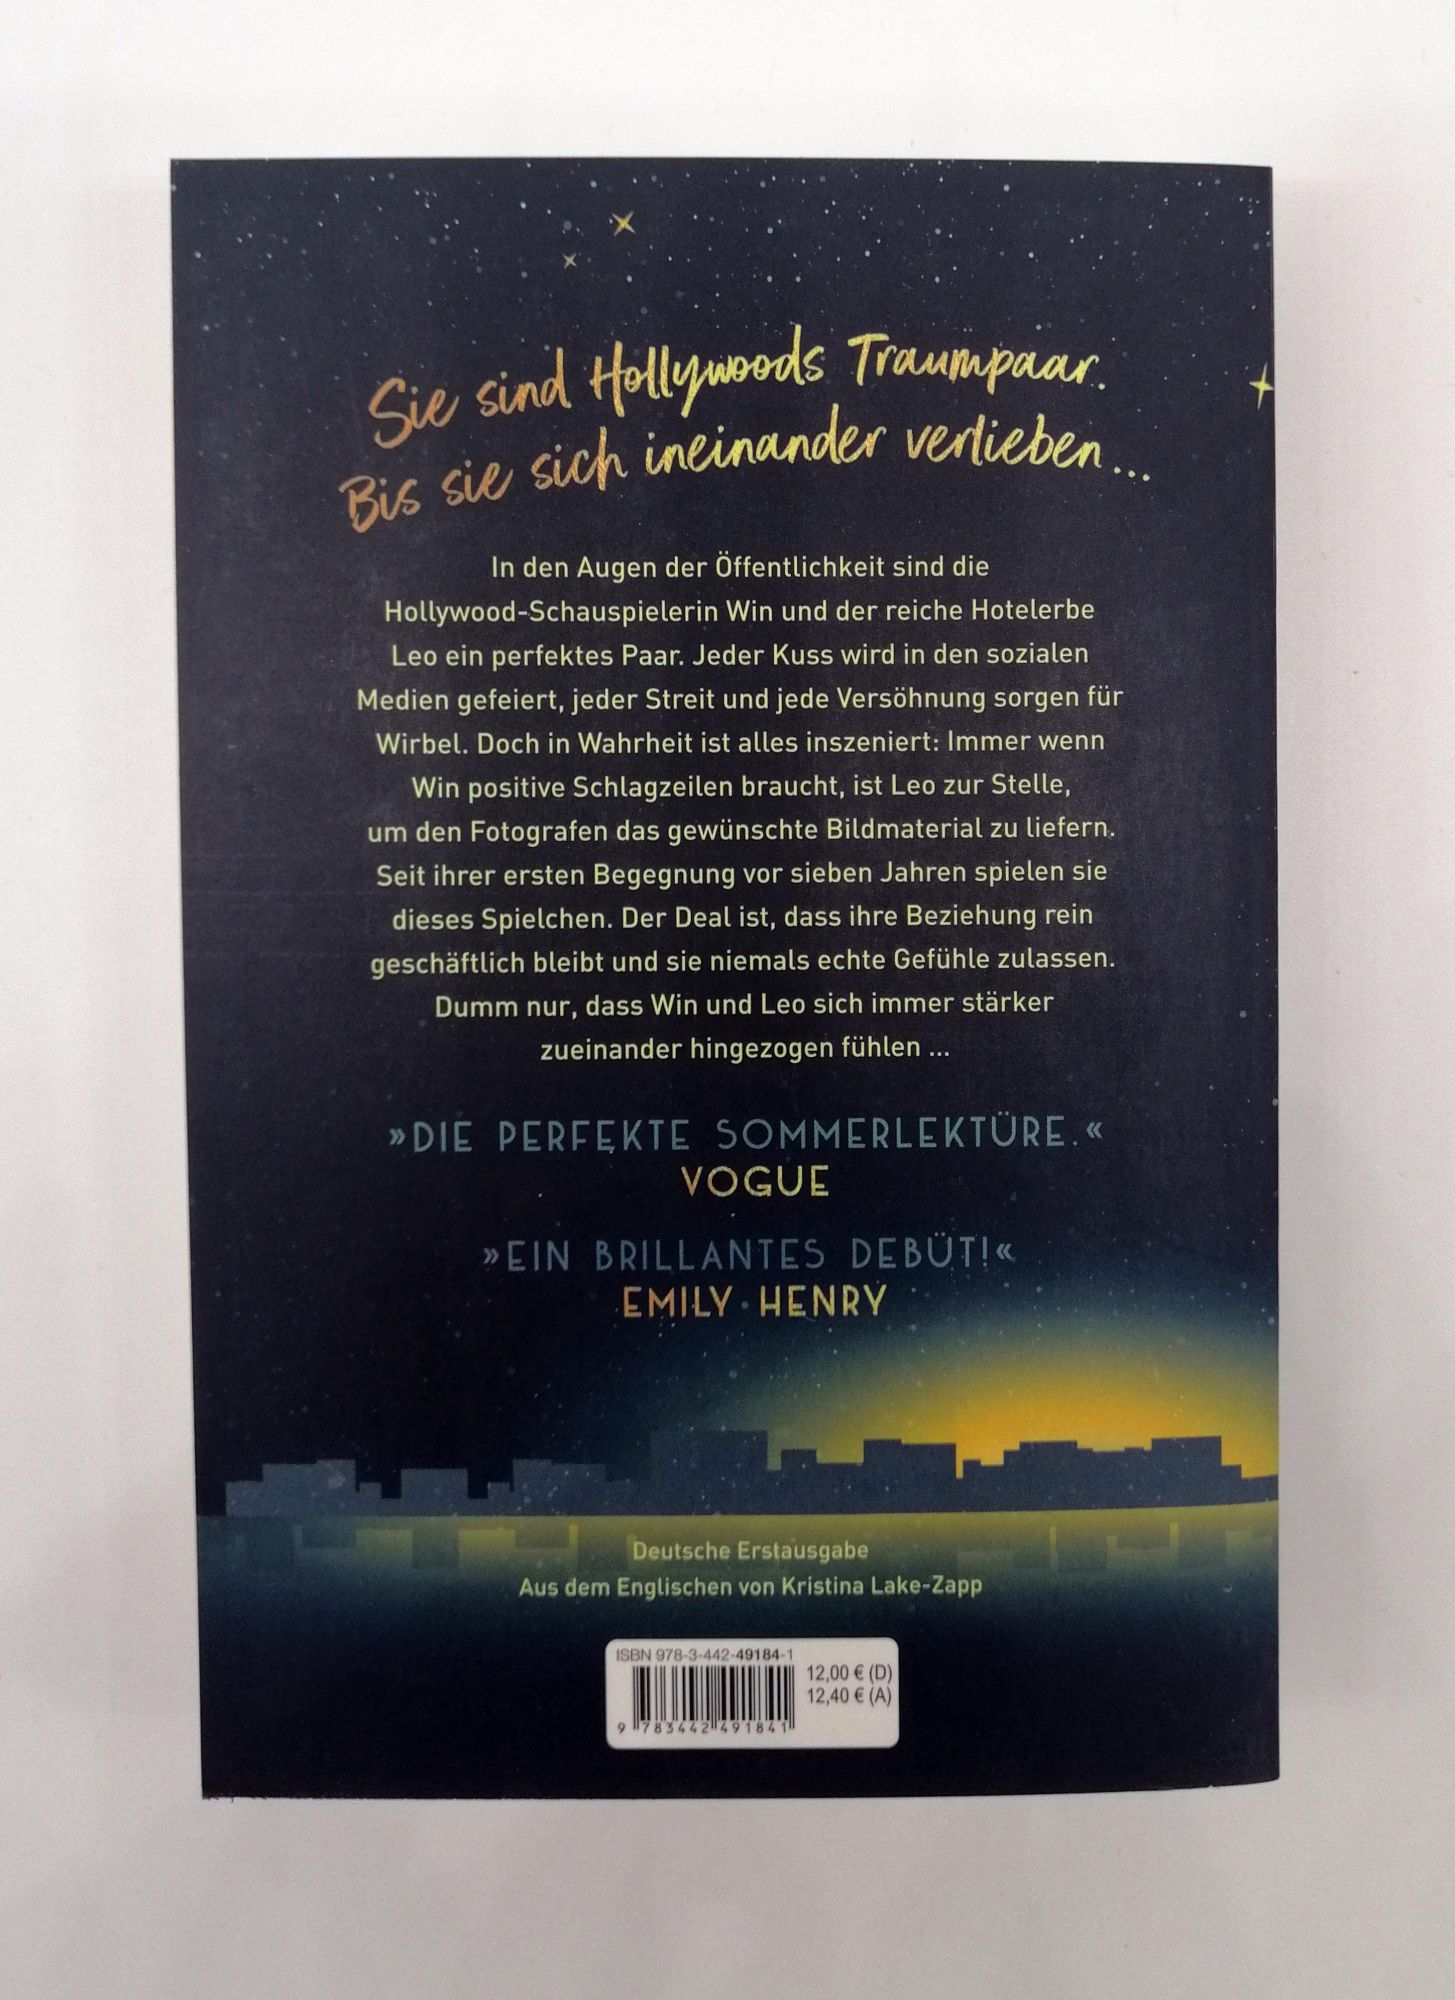 Sie sind Hollywoods Traumpaar.
Bis sie sich ineinander verlieben...
In den Augen der Öffentlichkeit sind die
Hollywood-Schauspielerin Win und der reiche Hotelerbe
Leo ein perfektes Paar. Jeder Kuss wird in den sozialen
Medien gefeiert, jeder Streit und jede Versöhnung sorgen für
Wirbel. Doch in Wahrheit ist alles inszeniert: Immer wenn
Win positive Schlagzeilen braucht, ist Leo zur Stelle,
um den Fotografen das gewünschte Bildmaterial zu liefern.
Seit ihrer ersten Begegnung vor sieben Jahren spielen sie
dieses Spielchen. Der Deal ist, dass ihre Beziehung rein
geschäftlich bleibt und sie niemals echte Gefühle zulassen.
Dumm nur, dass Win und Leo sich immer stärker
zueinander hingezogen fühlen ...
»DIE PERFEKTE SOMMERLEKTÜRE.«
VOGUE
»EIN BRILLANTES DEBÜT!«
EMILY HENRY
Deutsche Erstausgabe
Aus dem Englischen von Kristina Lake-Zapp
ISBN 978-3-442-49184-1
12,00 € (D)
12,40 € (A)
9 783442 491841